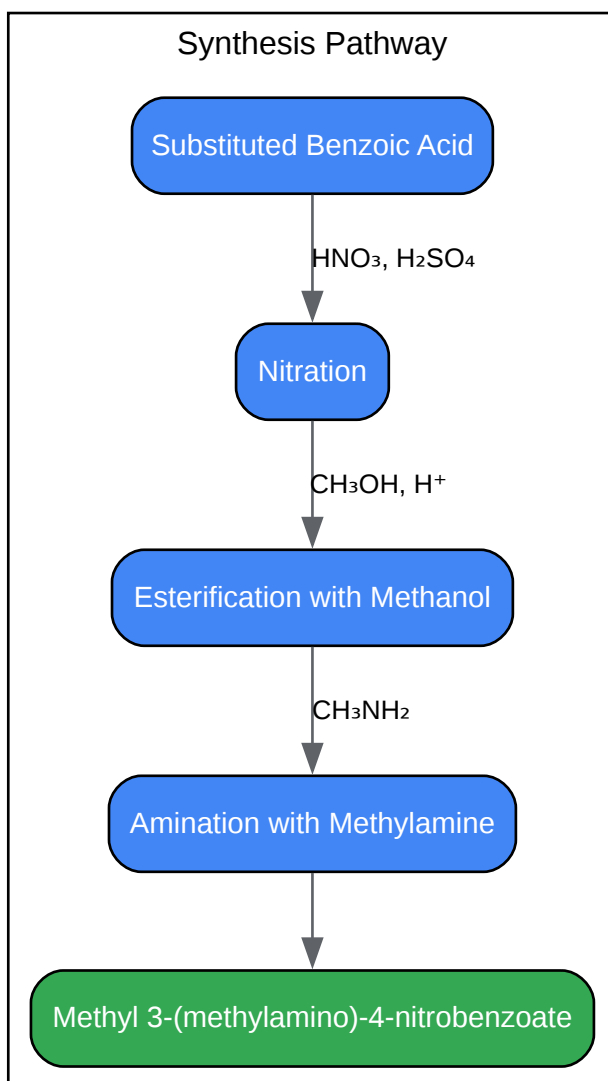 Synthesis Pathway
Substituted Benzoic Acid
HNO₃, H₂SO₄
Nitration
CH₃OH, H⁺
Esterification with Methanol
CH₃NH₂
Amination with Methylamine
Methyl 3-(methylamino)-4-nitrobenzoate